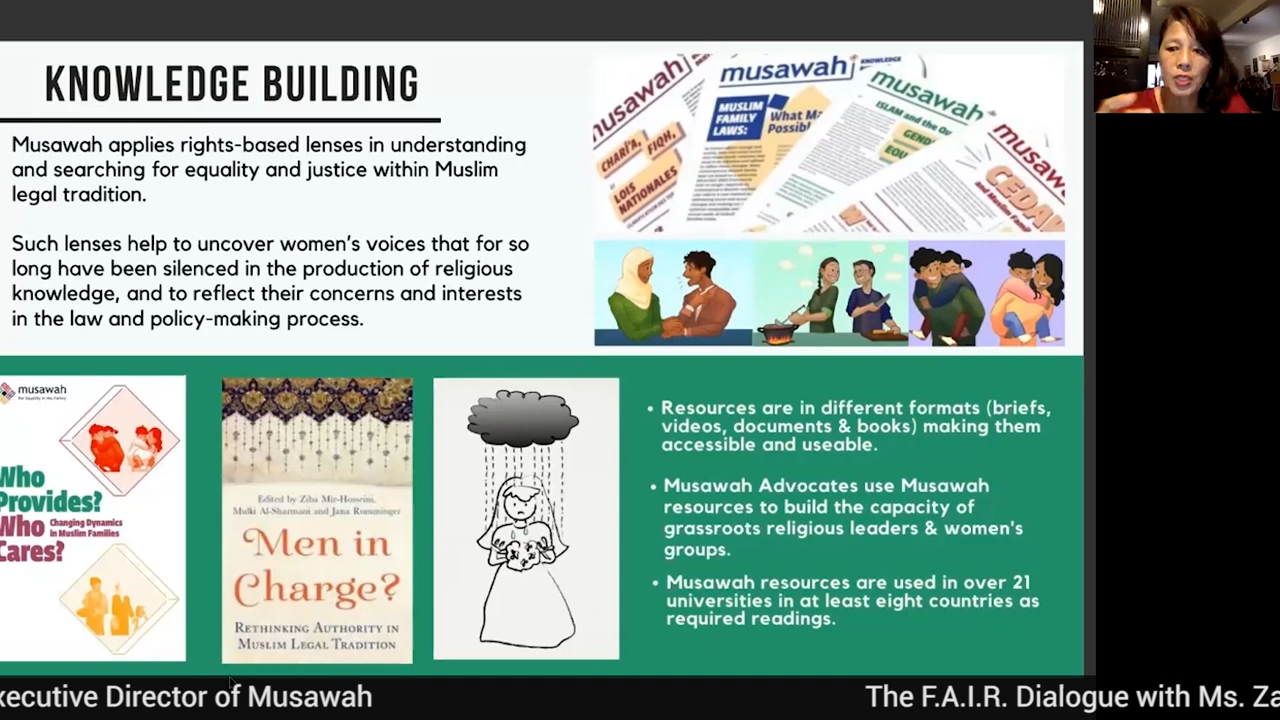 KNOWLEDGE BUILDING
Musawah applies rights-based lenses in understanding
searching for equality and justice within Muslim
legal tradition.
Such lenses help to uncover women's voices that for so
long have been silenced in the production of religious
knowledge, and to reflect their concerns and interests
in the law and policy-making process.
musawah
CHARI'A, FIQH,
LOIS
NATIONALES
musawah
KNOWLEDGE
MUSLIM
FAMILY
LAWS:
What
Possibl
musawah
ISLAM and the
GEND
EQU
musawah
CEDAW
musawah
For Equality in the Family
Who
Provides?
Who
Cares?
Changing Dynamics
in Muslim Families
Edited by Ziba Mir-Hosseini,
Mulki Al-Sharmani and Jana Rumminger
Men in
Charge?
RETHINKING AUTHORITY IN
MUSLIM LEGAL TRADITION
• Resources are in different formats (briefs,
videos, documents & books) making them
accessible and useable.
• Musawah Advocates use Musawah
resources to build the capacity of
grassroots religious leaders & women's
groups.
• Musawah resources are used in over 21
universities in at least eight countries as
required readings.
xecutive Director of Musawah
The F.A.I.R. Dialogue with Ms. Za